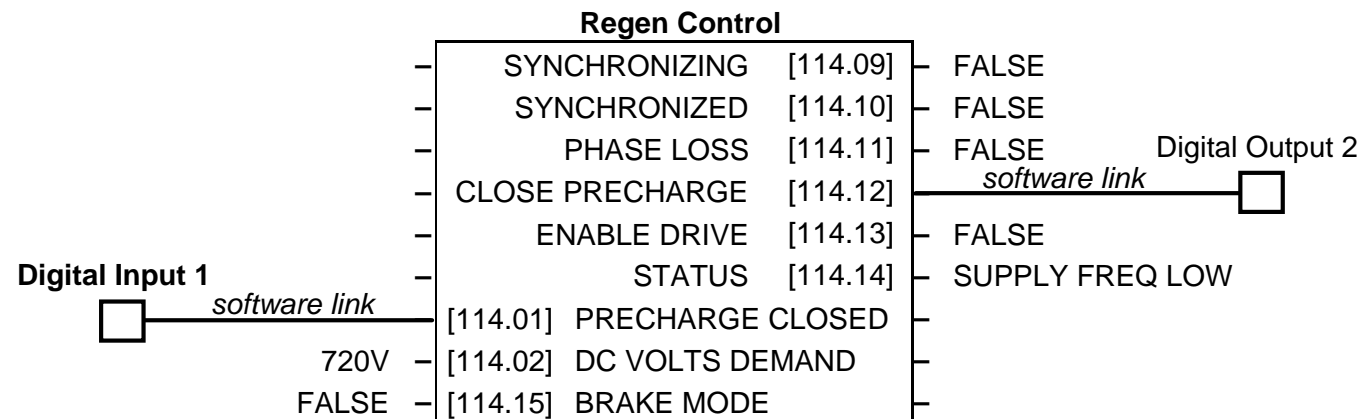 Regen Control
SYNCHRONIZING [114.09] FALSE
SYNCHRONIZED [114.10] FALSE
PHASE LOSS [114.11] FALSE Digital Output 2
CLOSE PRECHARGE [114.12] software link
ENABLE DRIVE [114.13] FALSE
Digital Input 1 STATUS [114.14] SUPPLY FREQ LOW
software link [114.01] PRECHARGE CLOSED
720V [114.02] DC VOLTS DEMAND
FALSE [114.15] BRAKE MODE